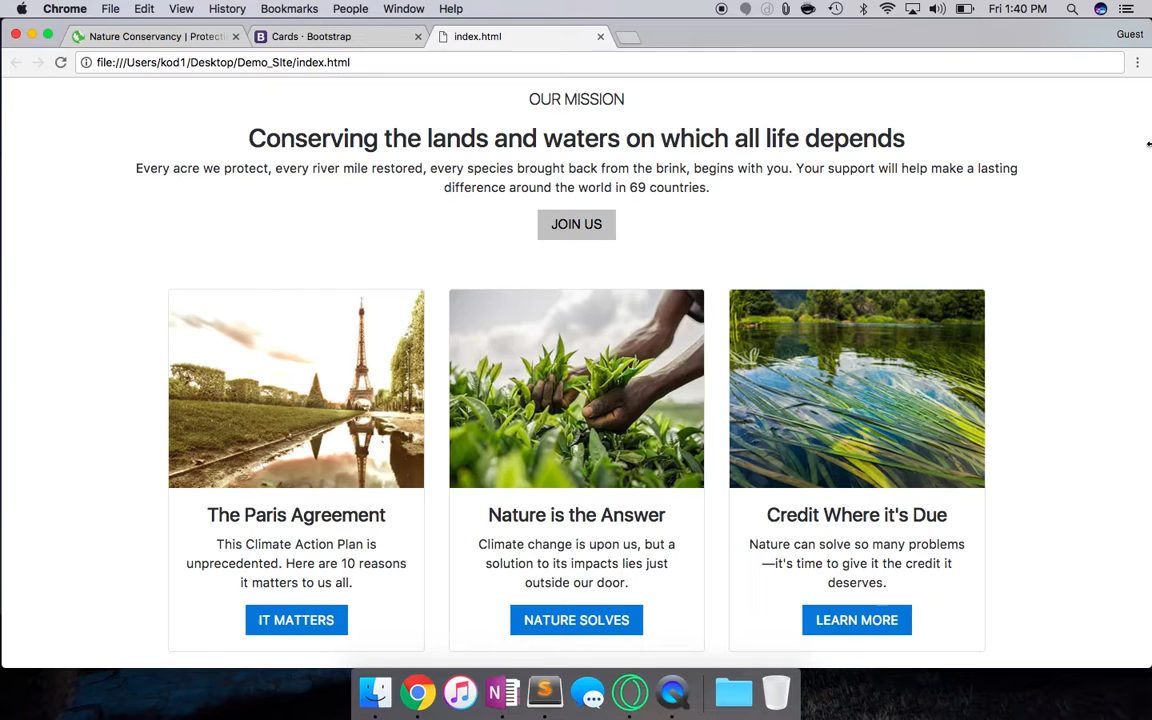 Chrome File Edit View History Bookmarks People Window Help Fri 1:40 PM
Nature Conservancy | Protecti Cards · Bootstrap index.html Guest
file:///Users/kod1/Desktop/Demo_SIte/index.html
OUR MISSION
Conserving the lands and waters on which all life depends
Every acre we protect, every river mile restored, every species brought back from the brink, begins with you. Your support will help make a lasting
difference around the world in 69 countries.
JOIN US
The Paris Agreement
This Climate Action Plan is
unprecedented. Here are 10 reasons
it matters to us all.
IT MATTERS
Nature is the Answer
Climate change is upon us, but a
solution to its impacts lies just
outside our door.
NATURE SOLVES
Credit Where it's Due
Nature can solve so many problems
—it's time to give it the credit it
deserves.
LEARN MORE